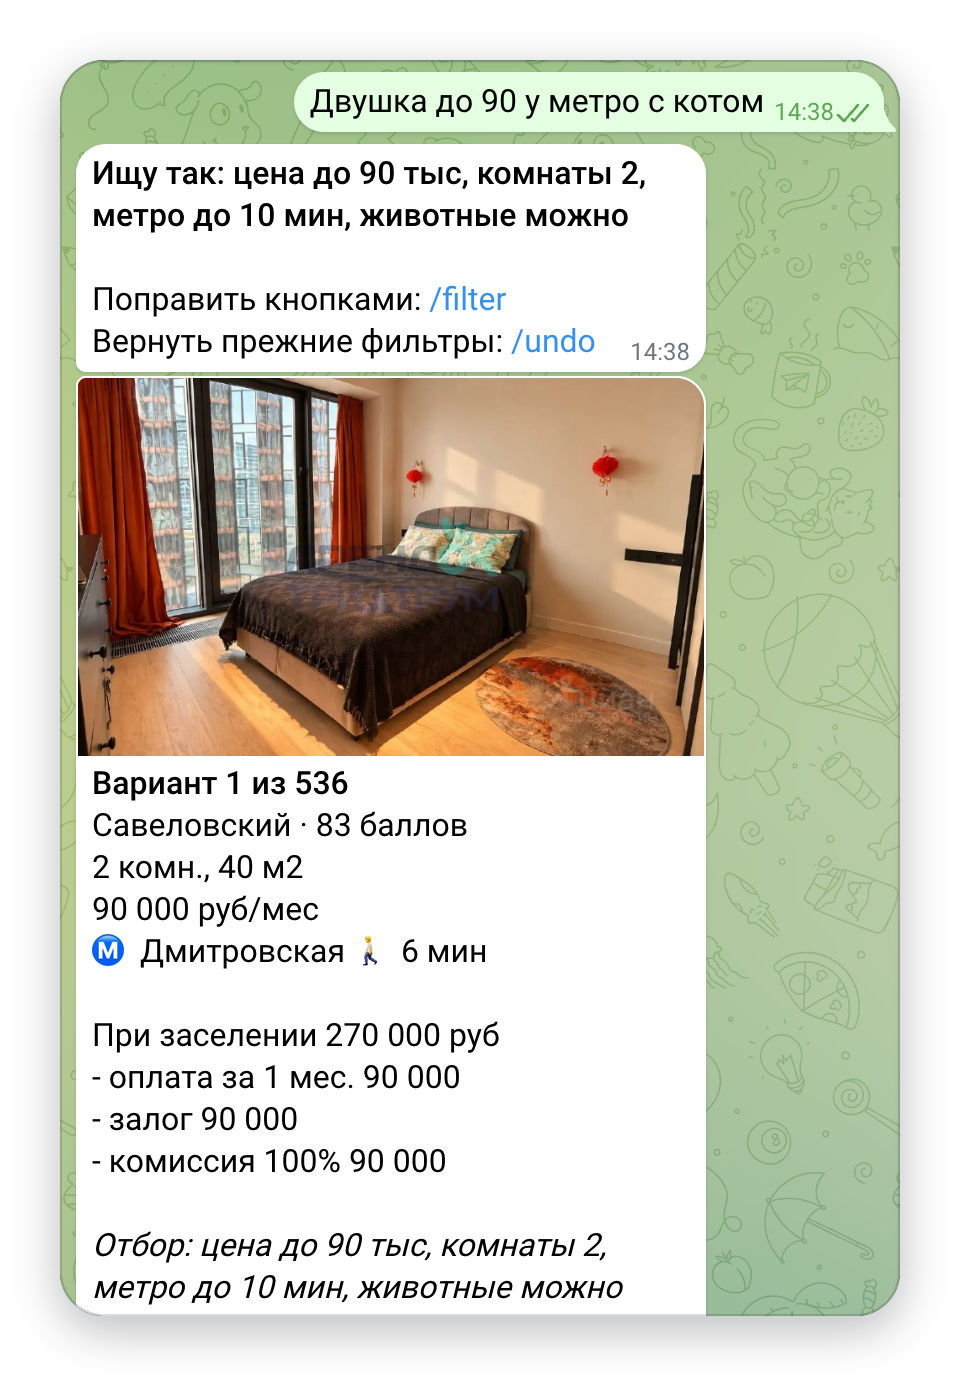 Двушка до 90 у метро с котом 14:38
Ищу так: цена до 90 тыс, комнаты 2,
метро до 10 мин, животные можно
Поправить кнопками: /filter
Вернуть прежние фильтры: /undo 14:38
Вариант 1 из 536
Савеловский · 83 баллов
2 комн., 40 м2
90 000 руб/мес
М Дмитровская 6 мин
При заселении 270 000 руб
- оплата за 1 мес. 90 000
- залог 90 000
- комиссия 100% 90 000
Отбор: цена до 90 тыс, комнаты 2,
метро до 10 мин, животные можно